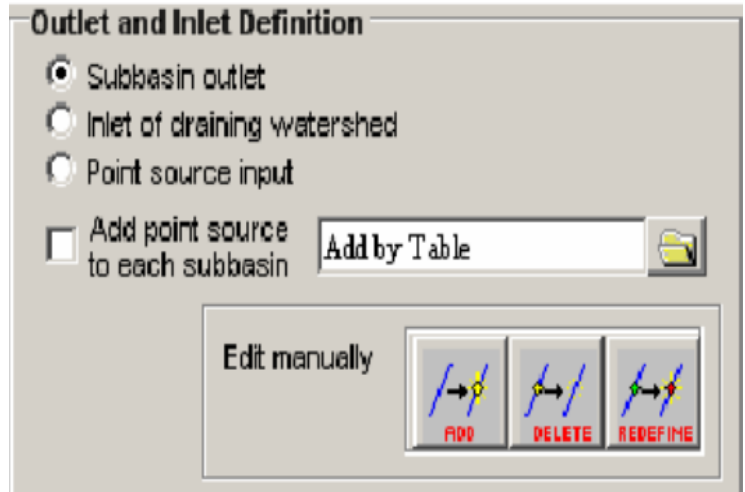 Outlet and Inlet Definition
Subbasin outlet
Inlet of draining watershed
Point source input
Add point source
to each subbasin
Add by Table
Edit manually
ADD
DELETE
REDEFINE